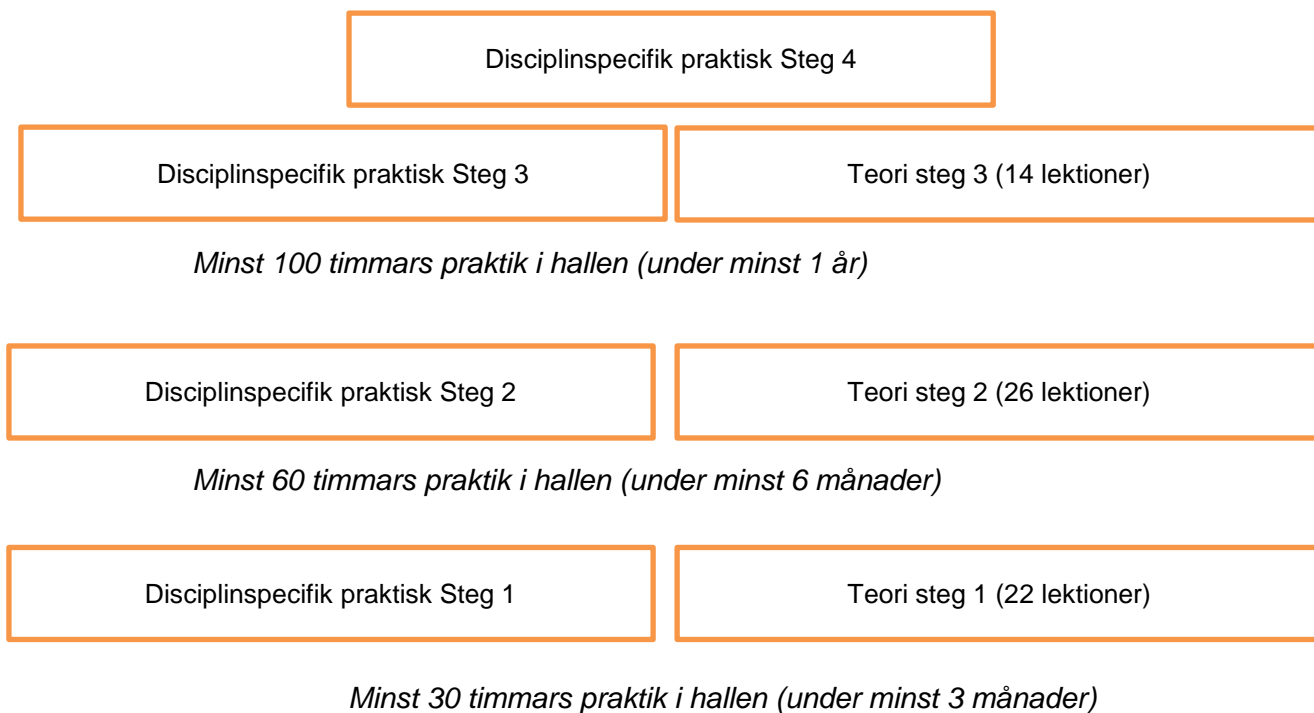 Disciplinspecifik praktisk Steg 4
Disciplinspecifik praktisk Steg 3
Teori steg 3 (14 lektioner)
Minst 100 timmars praktik i hallen (under minst 1 år)
Disciplinspecifik praktisk Steg 2
Teori steg 2 (26 lektioner)
Minst 60 timmars praktik i hallen (under minst 6 månader)
Disciplinspecifik praktisk Steg 1
Teori steg 1 (22 lektioner)
Minst 30 timmars praktik i hallen (under minst 3 månader)